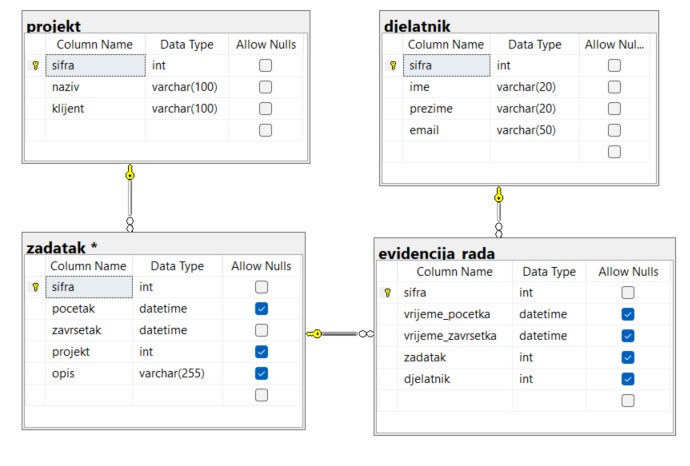 projekt
Column Name Data Type Allow Nulls
sifra int
naziv varchar(100)
klijent varchar(100)
djelatnik
Column Name Data Type Allow Nul...
sifra int
ime varchar(20)
prezime varchar(20)
email varchar(50)
zadatak *
Column Name Data Type Allow Nulls
sifra int
pocetak datetime
zavrsetak datetime
projekt int
opis varchar(255)
evidencija_rada
Column Name Data Type Allow Nulls
sifra int
vrijeme_pocetka datetime
vrijeme_zavrsetka datetime
zadatak int
djelatnik int